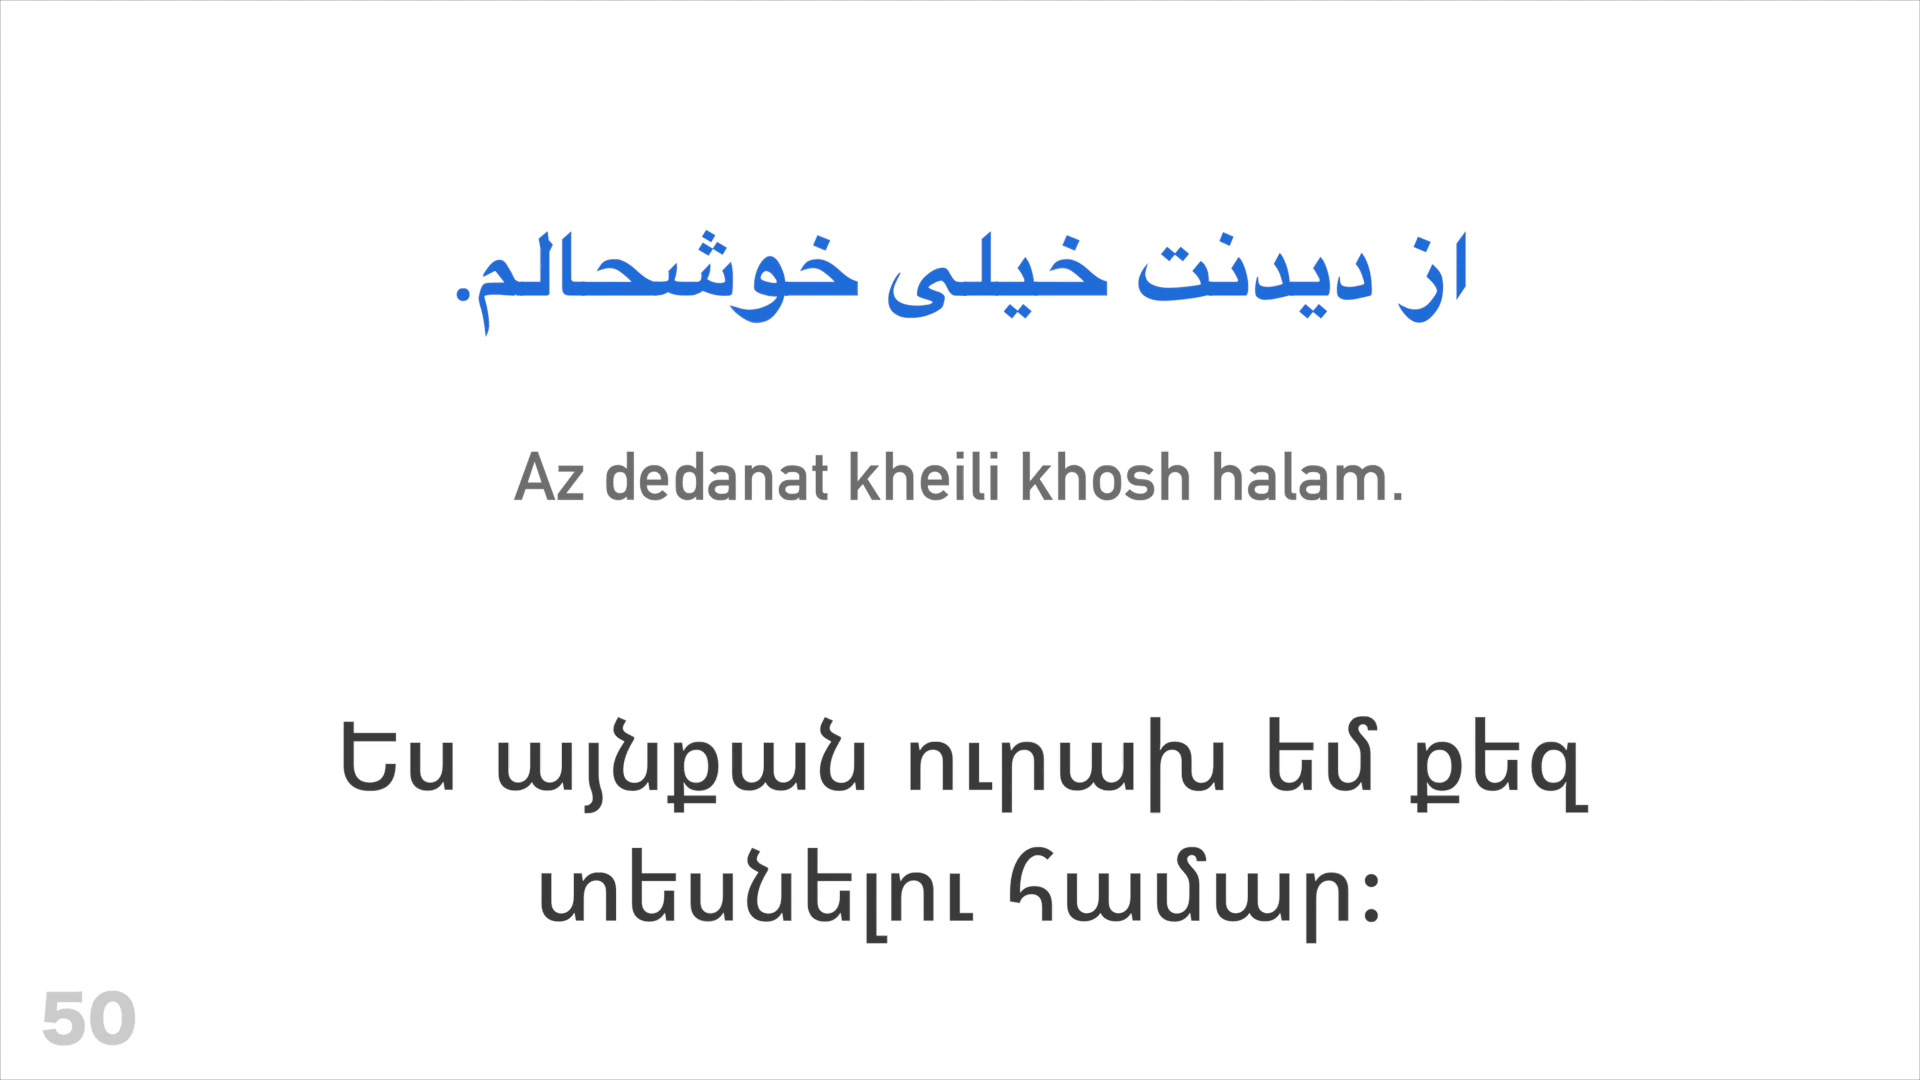 از دیدنت خیلی خوشحالم.
Az dedanat kheili khosh halam.
Ես այնքան ուրախ եմ քեզ
տեսնելու համար:
50